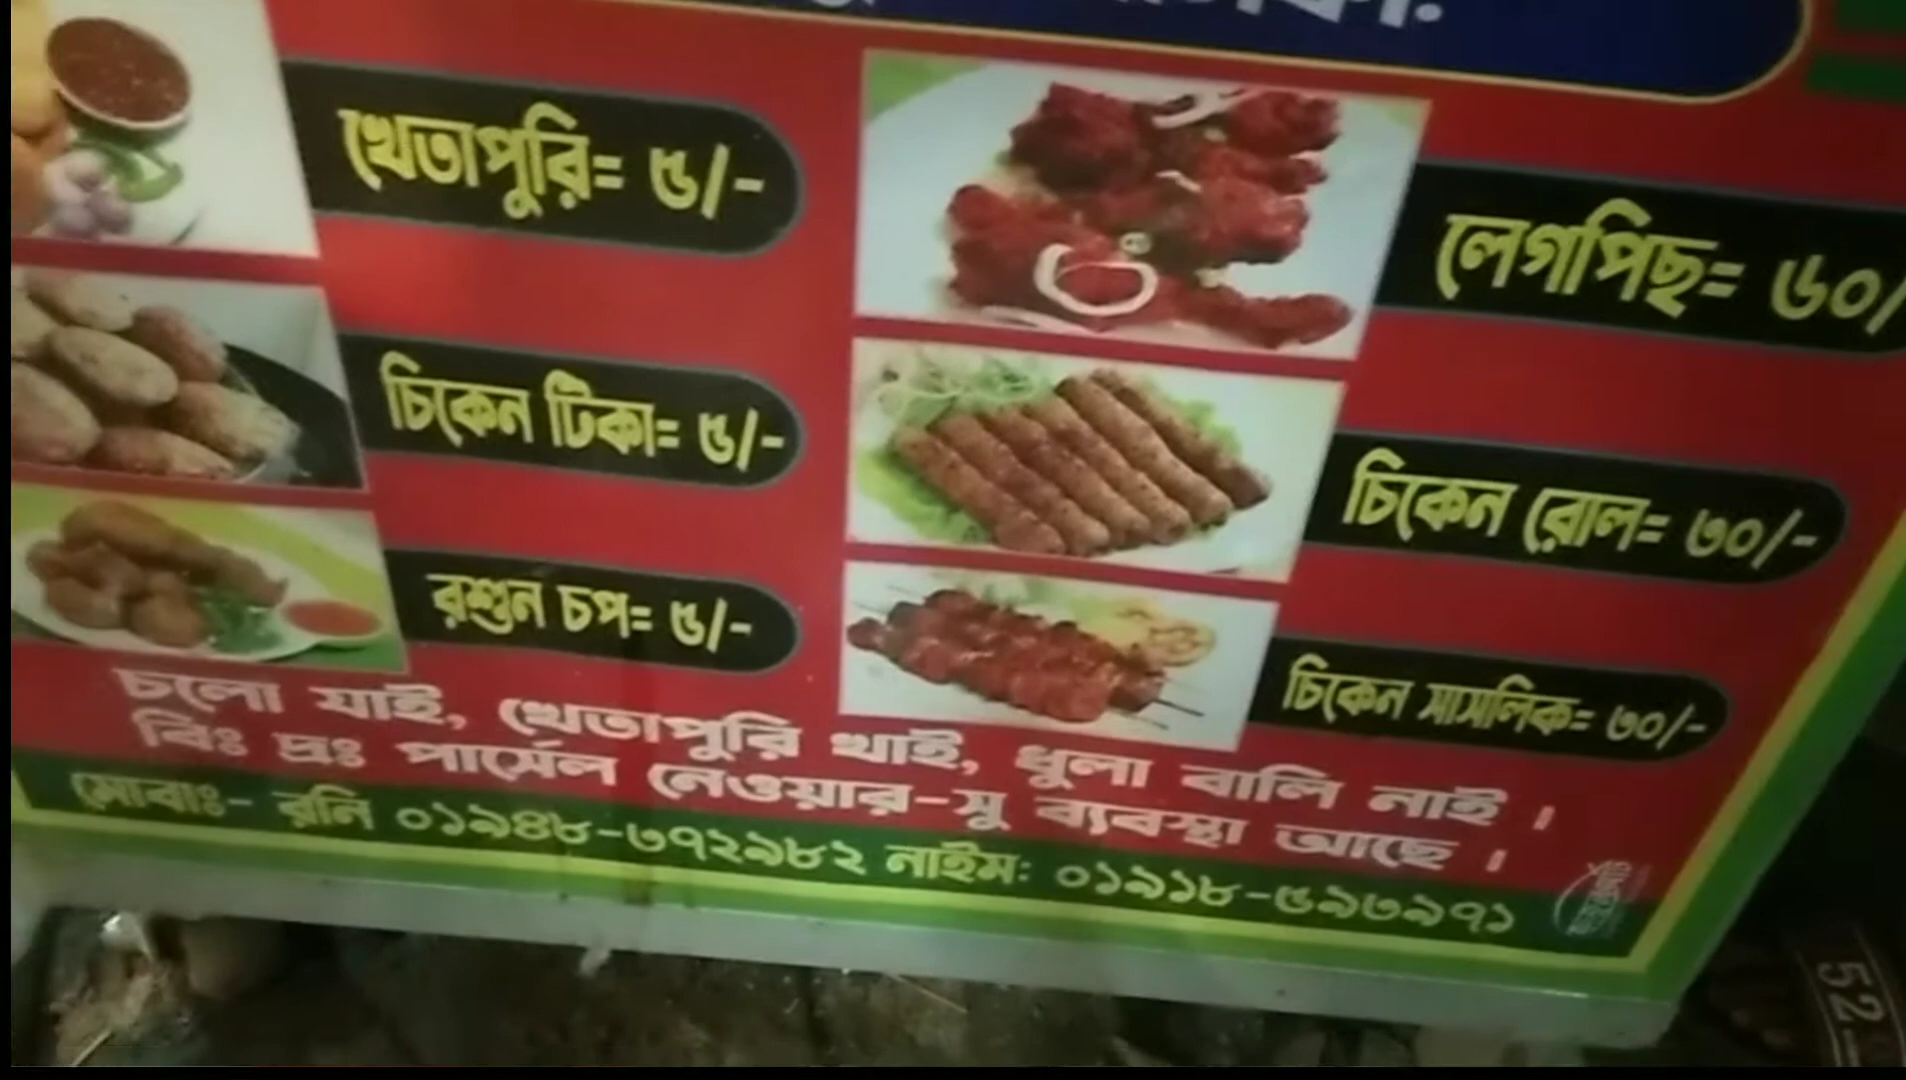 খেতাপুরি= ৫/-
লেগপিছ= ৬০/
চিকেন টিকা= ৫/-
চিকেন রোল= ৩০/-
রশুন চপ= ৫/-
চিকেন সাসলিক= ৩০/-
চলো যাই, খেতাপুরি খাই, ধুলা বালি নাই ।
বিঃ দ্রঃ পার্সেল নেওয়ার-সু ব্যবস্থা আছে ।
মোবাঃ- রনি ০১৯৪৮-৩৭২৯৮২ নাইম: ০১৯১৮-৫৯৩৯৭১
52